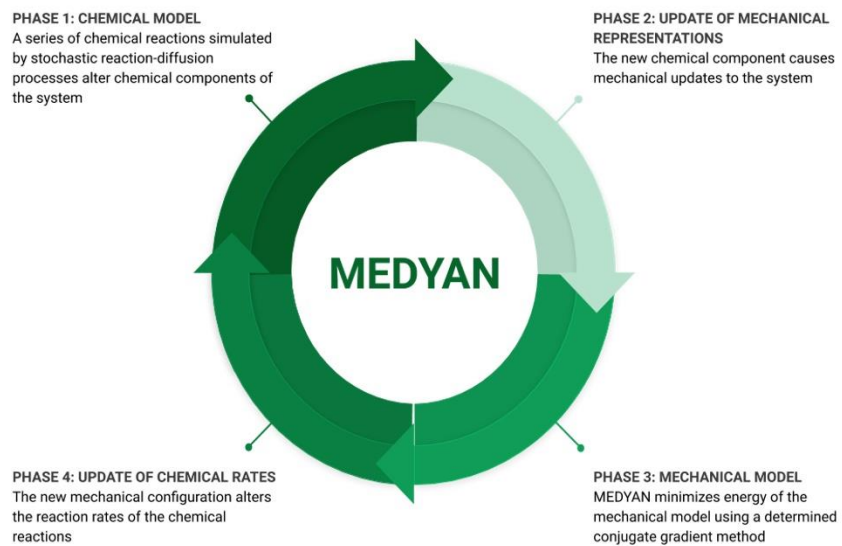 PHASE 1: CHEMICAL MODEL
A series of chemical reactions simulated
by stochastic reaction-diffusion
processes alter chemical components of
the system
PHASE 2: UPDATE OF MECHANICAL
REPRESENTATIONS
The new chemical component causes
mechanical updates to the system
MEDYAN
PHASE 4: UPDATE OF CHEMICAL RATES
The new mechanical configuration alters
the reaction rates of the chemical
reactions
PHASE 3: MECHANICAL MODEL
MEDYAN minimizes energy of the
mechanical model using a determined
conjugate gradient method